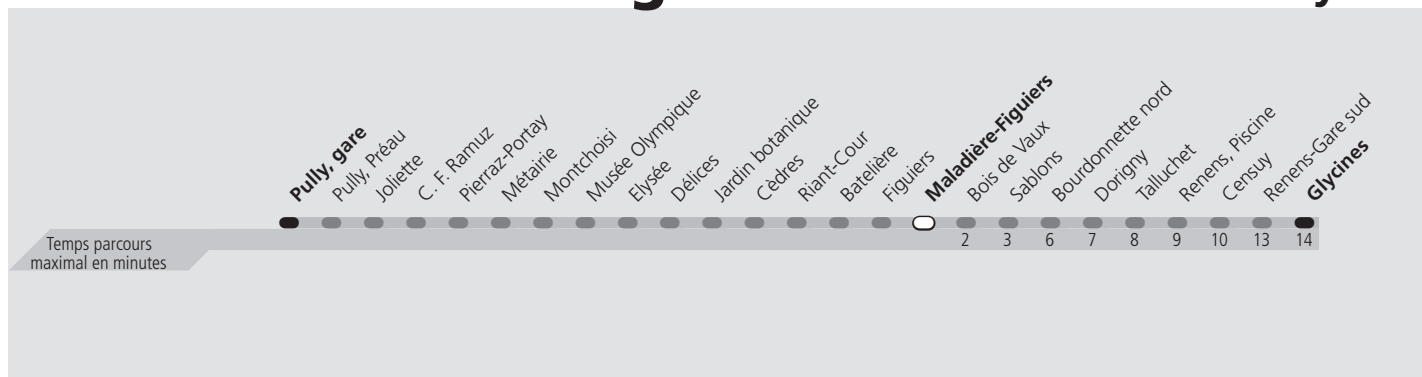 Pully, gare
Pully, Préau
Joliette
C. F. Ramuz
Pierraz-Portay
Métairie
Montchoisi
Musée Olympique
Elysée
Délices
Jardin botanique
Cèdres
Riant-Cour
Batelière
Figuiers
Maladière-Figuiers
Bois de Vaux
Sablons
Bourdonnette nord
Dorigny
Talluchet
Renens, Piscine
Censuy
Renens-Gare sud
Glycines
Temps parcours
maximal en minutes
2 3 6 7 8 9 10 13 14